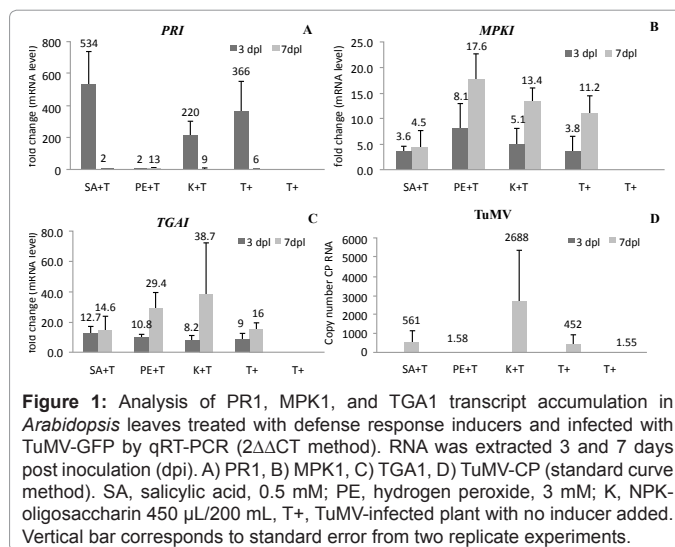 PRI
A
fold change (mRNA level)
800
600
400
200
0
534
2
2
13
220
9
366
6
3 dpl
7dpl
SA+T
PE+T
K+T
T+
T+
MPKI
B
fold change (mRNA level)
25.0
20.0
15.0
10.0
5.0
0.0
3.6
4.5
8.1
17.6
5.1
13.4
3.8
11.2
3 dpl
7dpl
SA+T
PE+T
K+T
T+
T+
TGAI
C
fold change (mRNA level)
80.0
60.0
40.0
20.0
0.0
12.7
14.6
10.8
29.4
8.2
38.7
9
16
3 dpl
7dpl
SA+T
PE+T
K+T
T+
T+
TuMV
D
Copy number CP RNA
6000
5000
4000
3000
2000
1000
0
561
1.58
2688
452
1.55
3 dpl
7dpl
SA+T
PE+T
K+T
T+
T+
Figure 1: Analysis of PR1, MPK1, and TGA1 transcript accumulation in
Arabidopsis leaves treated with defense response inducers and infected with
TuMV-GFP by qRT-PCR (2ΔΔCT method). RNA was extracted 3 and 7 days
post inoculation (dpi). A) PR1, B) MPK1, C) TGA1, D) TuMV-CP (standard curve
method). SA, salicylic acid, 0.5 mM; PE, hydrogen peroxide, 3 mM; K, NPK-
oligosaccharin 450 µL/200 mL, T+, TuMV-infected plant with no inducer added.
Vertical bar corresponds to standard error from two replicate experiments.